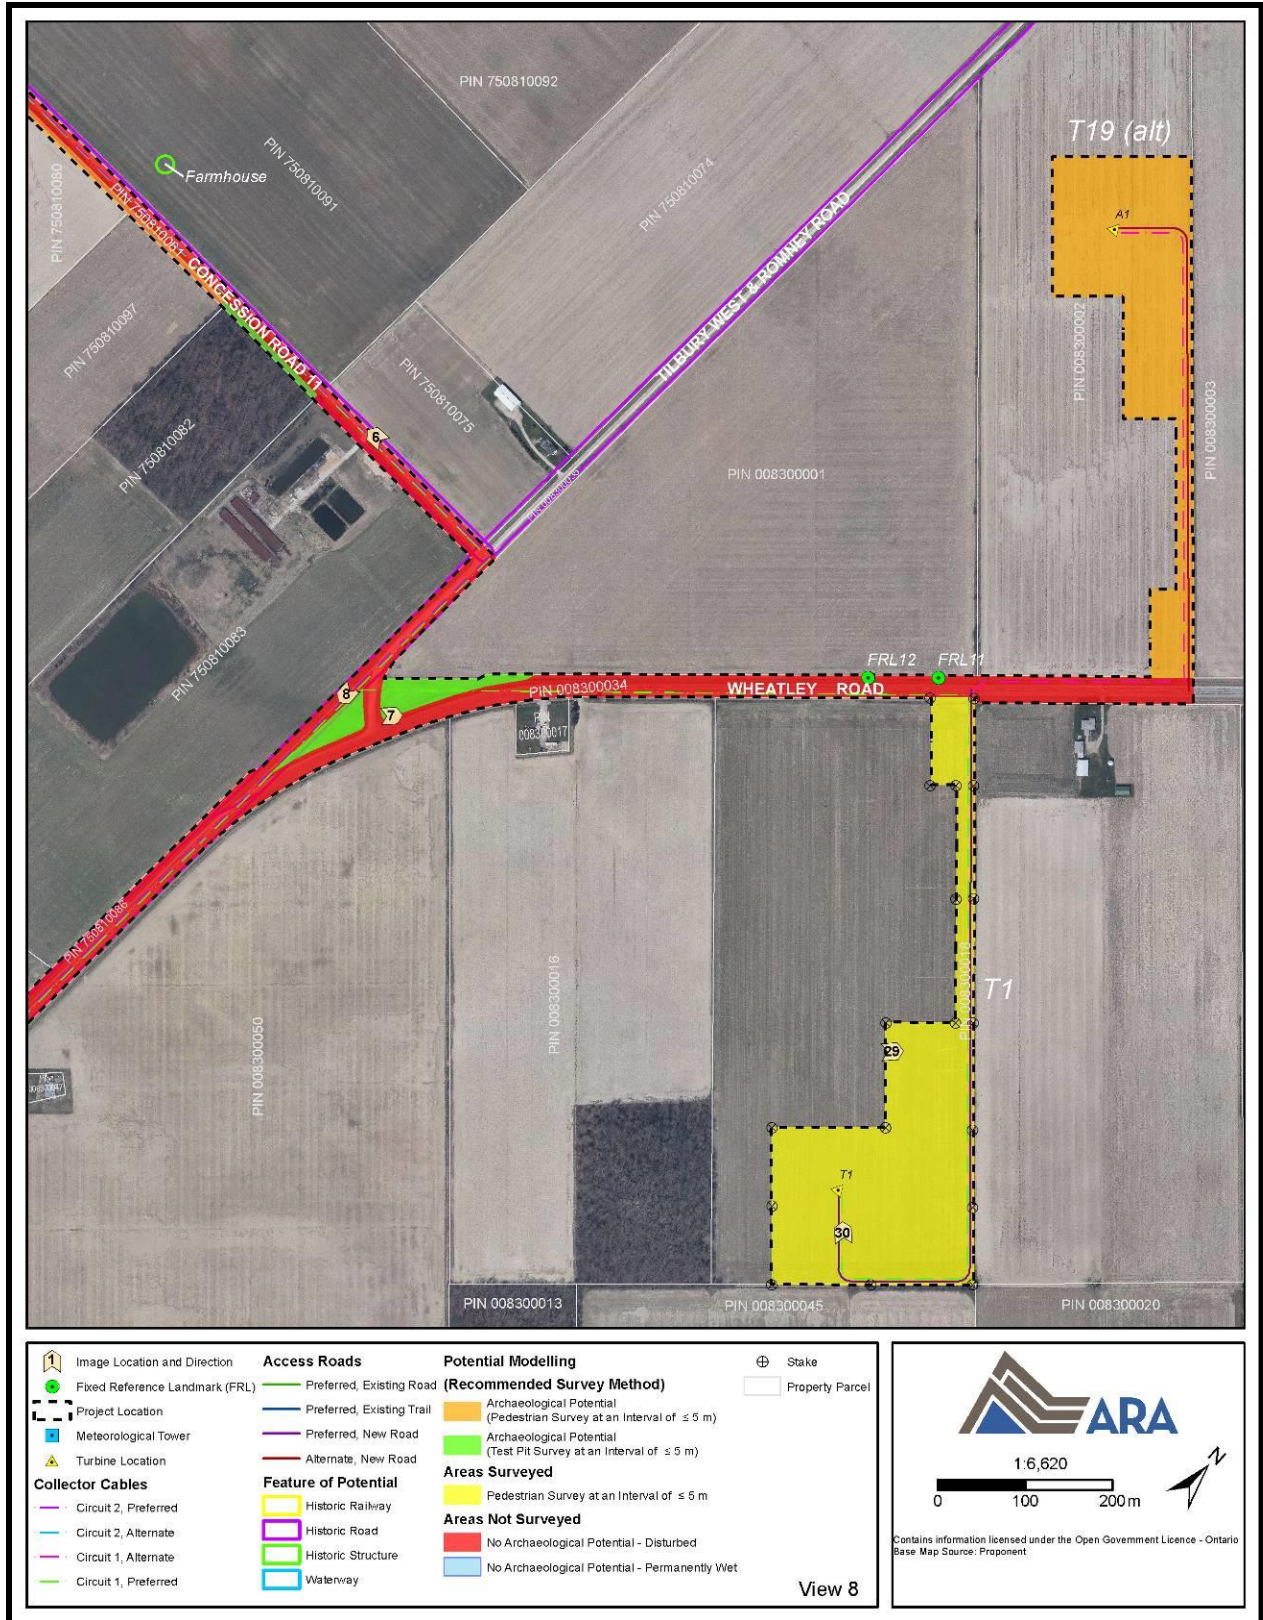 PIN 750810092
T19 (alt)
PIN 750810091
PIN 750810080
Farmhouse
PIN 750810074
PIN 750810081
A1
CONCESSION ROAD 11
TILBURY WEST & ROMNEY ROAD
PIN 750810097
PIN 008300002
PIN 008300003
PIN 750810075
6
PIN 750810082
PIN 008300001
PIN 750810083
FRL12
FRL11
8
PIN 008300034
WHEATLEY ROAD
7
008300017
PIN 750810086
PIN 008300016
PIN 008300018
T1
PIN 008300050
29
T1
30
PIN 008300013
PIN 008300045
PIN 008300020
1
Image Location and Direction
Fixed Reference Landmark (FRL)
Project Location
Meteorological Tower
Turbine Location
Collector Cables
Circuit 2, Preferred
Circuit 2, Alternate
Circuit 1, Alternate
Circuit 1, Preferred
Access Roads
Preferred, Existing Road
Preferred, Existing Trail
Preferred, New Road
Alternate, New Road
Feature of Potential
Historic Railway
Historic Road
Historic Structure
Waterway
Potential Modelling
(Recommended Survey Method)
Archaeological Potential
(Pedestrian Survey at an Interval of ≤ 5 m)
Archaeological Potential
(Test Pit Survey at an Interval of ≤ 5 m)
Areas Surveyed
Pedestrian Survey at an Interval of ≤ 5 m
Areas Not Surveyed
No Archaeological Potential - Disturbed
No Archaeological Potential - Permanently Wet
Stake
Property Parcel
View 8
ARA
1:6,620
N
0 100 200 m
Contains information licensed under the Open Government Licence - Ontario
Base Map Source: Proponent